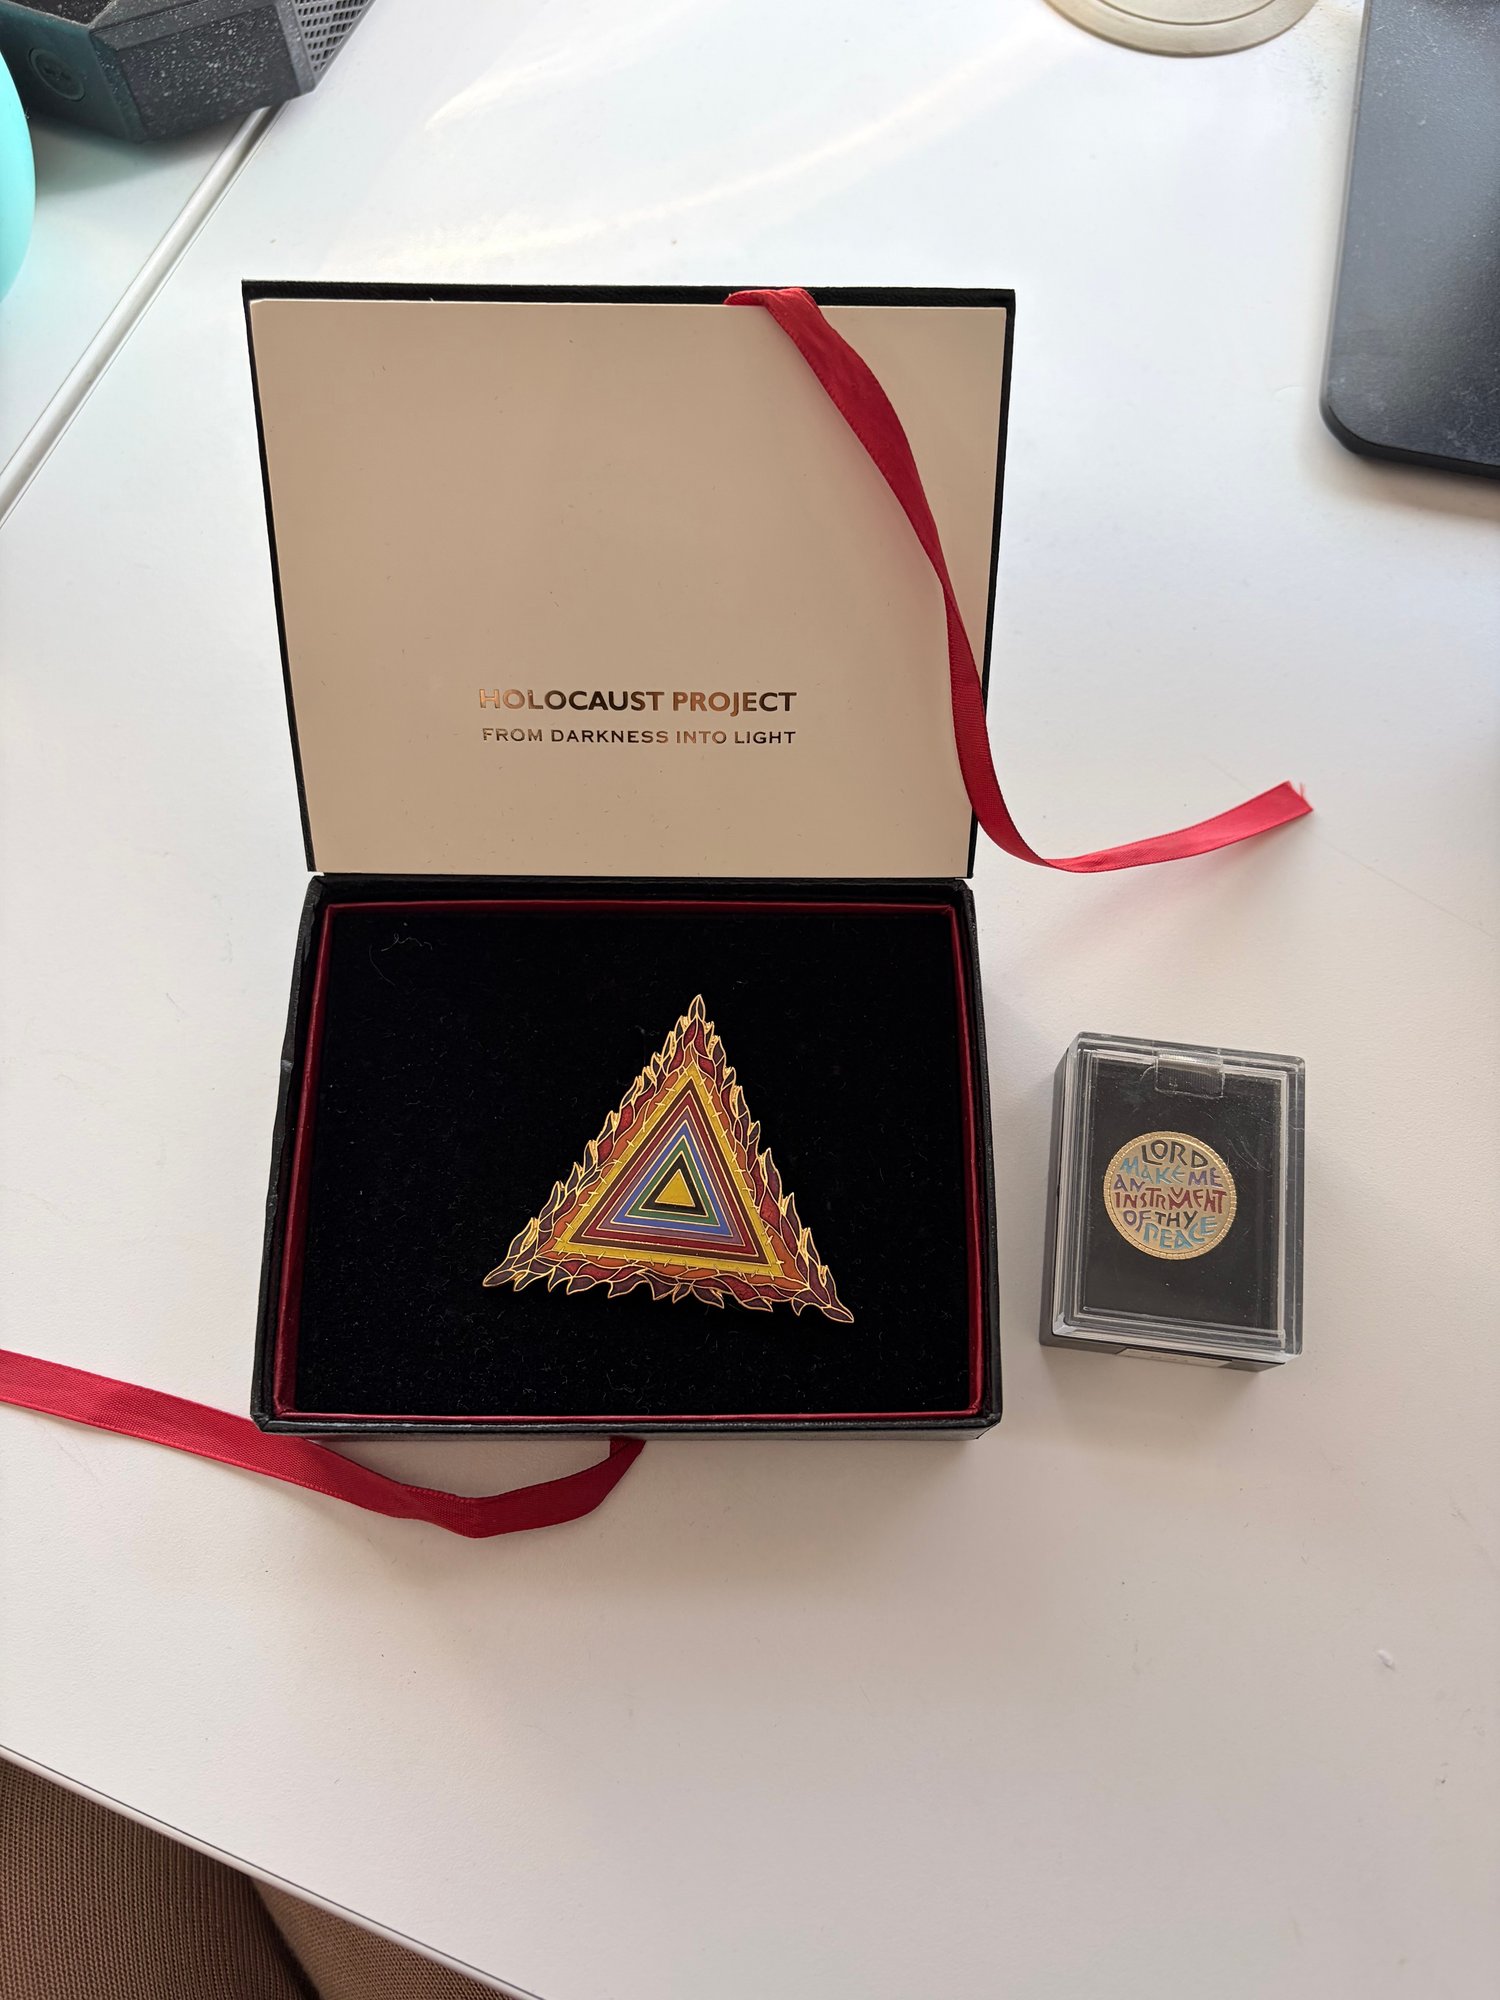 HOLOCAUST PROJECT
FROM DARKNESS INTO LIGHT
LORD
MAKE ME
AN
INSTRUMENT
OF THY
PEACE